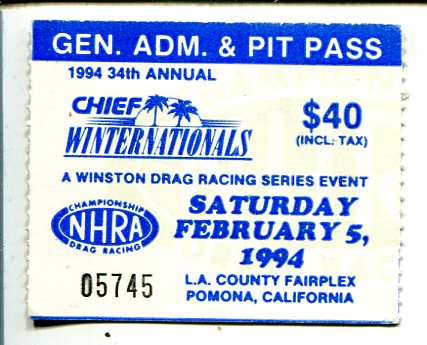 GEN. ADM. & PIT PASS
1994 34TH ANNUAL
CHIEF
WINTERNATIONALS
$40
(INCL. TAX)
A WINSTON DRAG RACING SERIES EVENT
CHAMPIONSHIP
NHRA
DRAG RACING
SATURDAY
FEBRUARY 5,
1994
05745
L.A. COUNTY FAIRPLEX
POMONA, CALIFORNIA